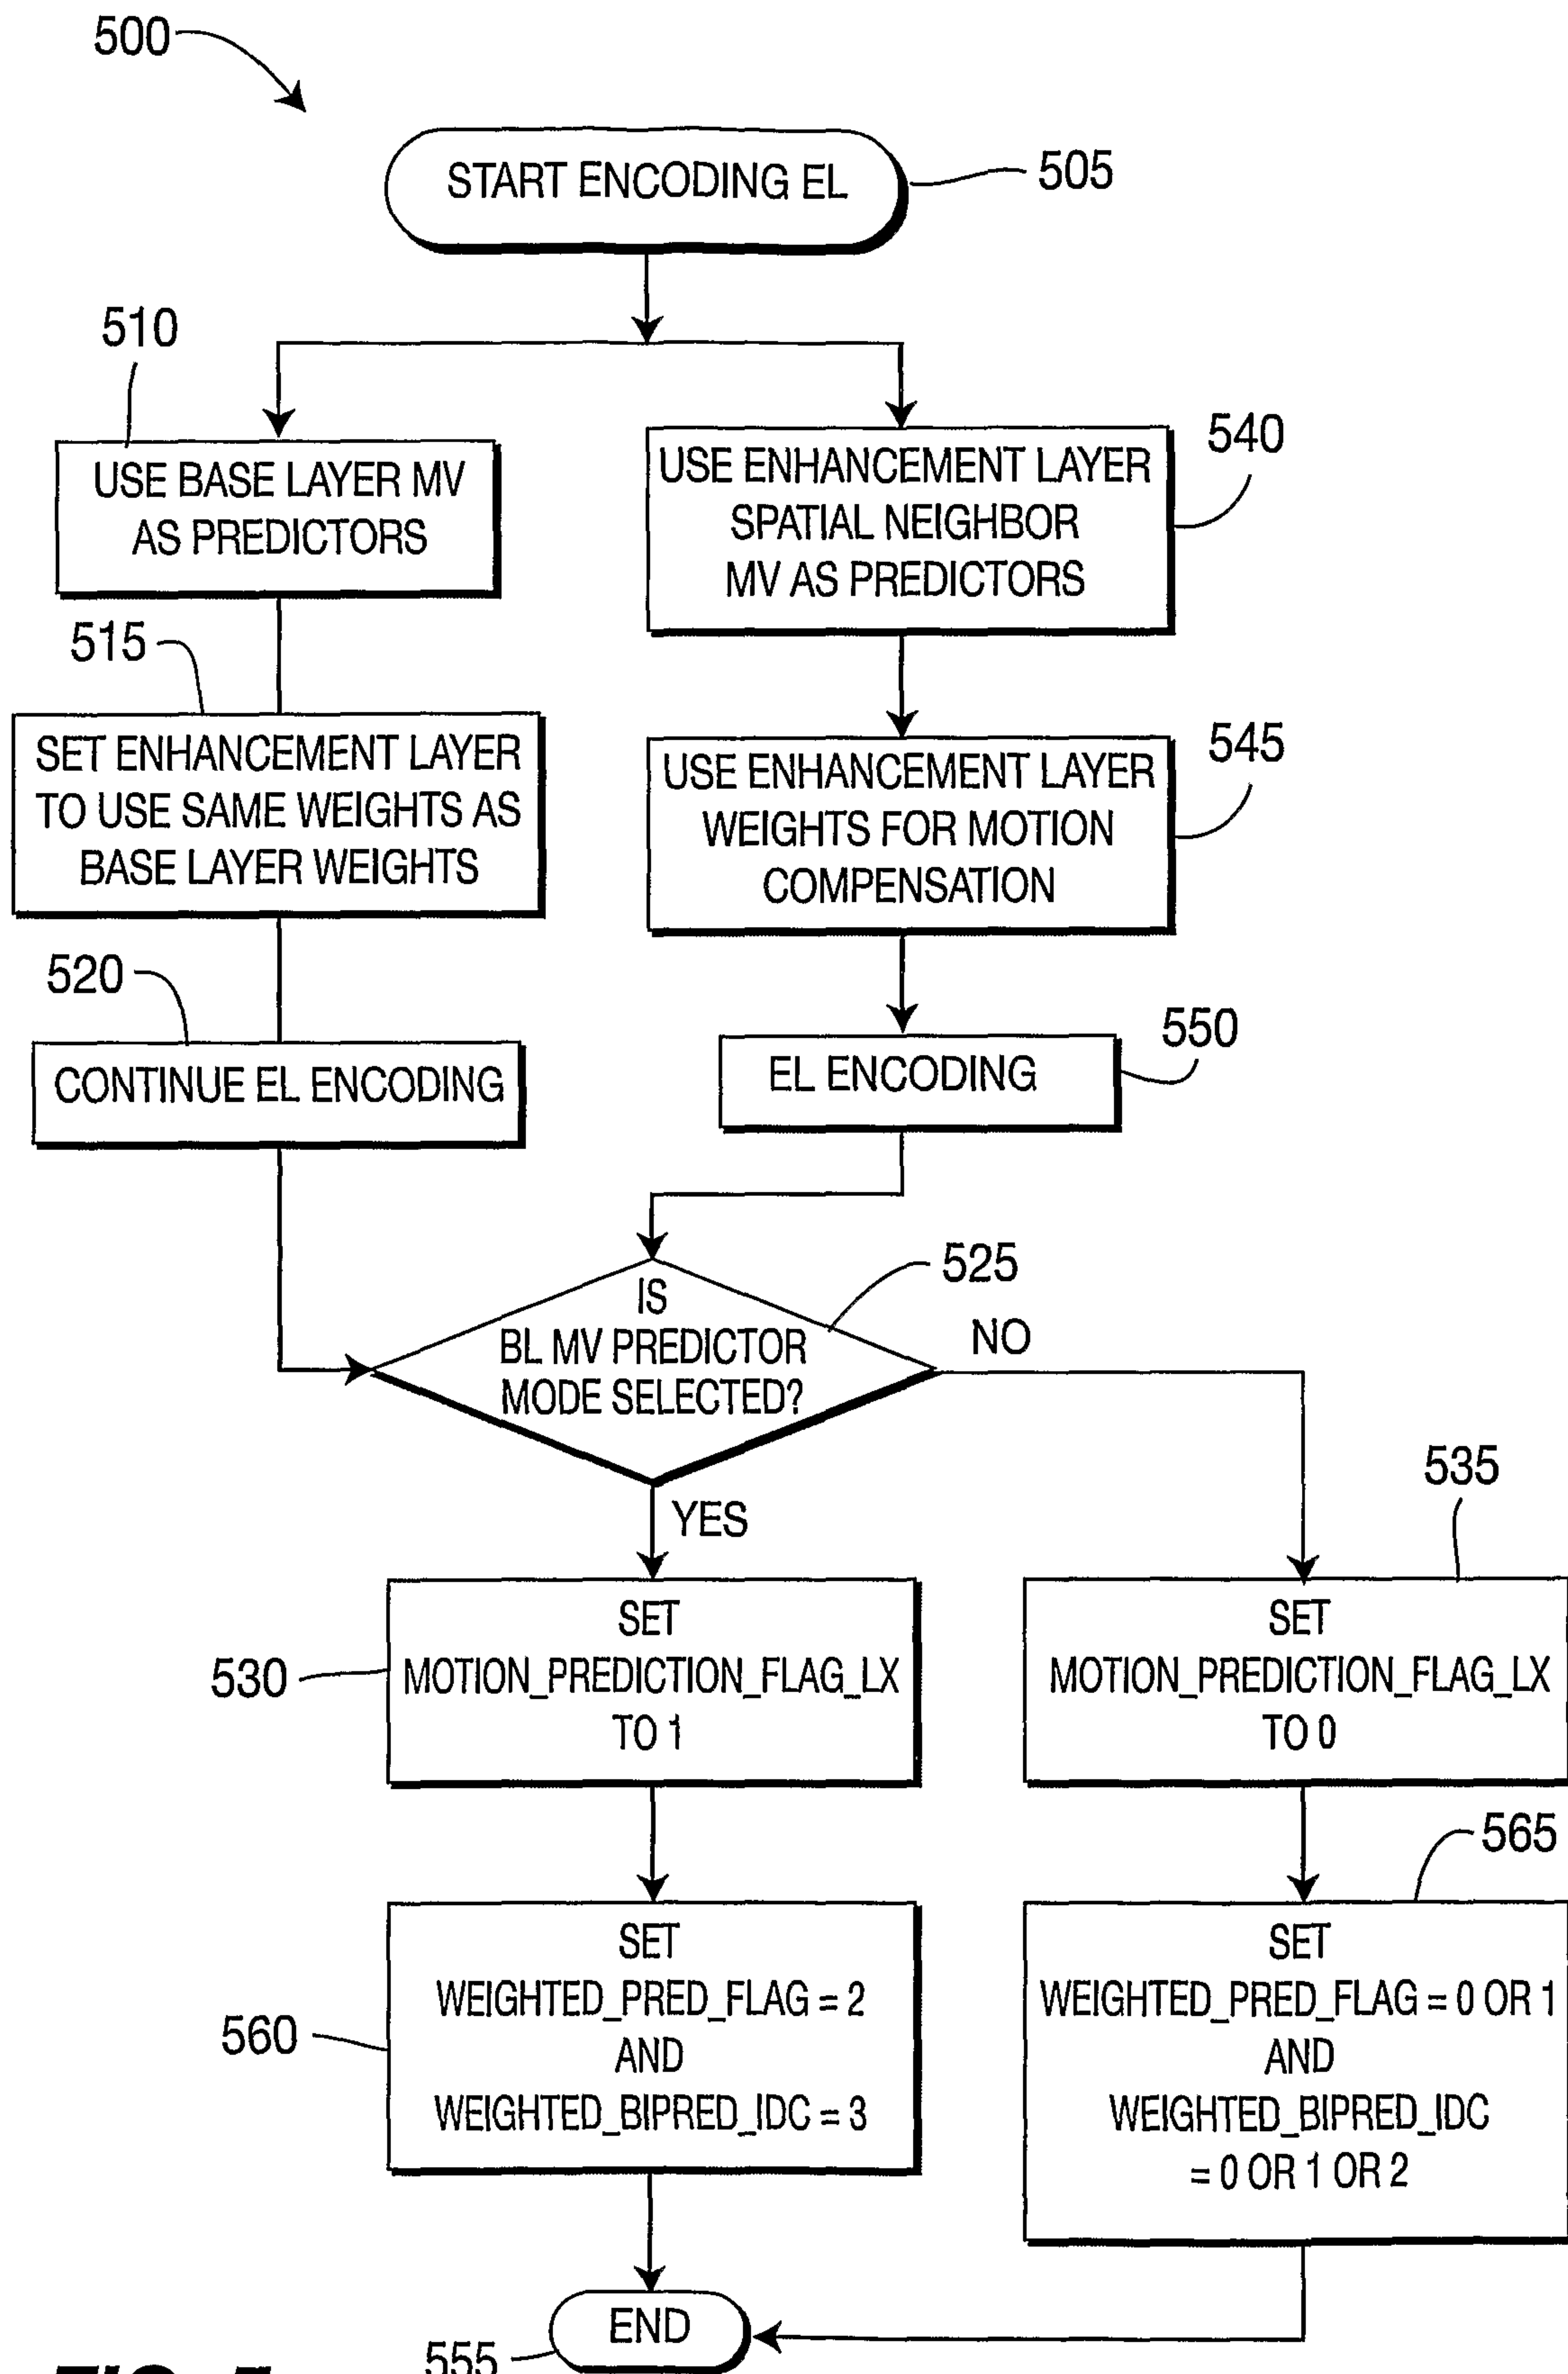 500
START ENCODING EL
505
510
USE BASE LAYER MV
AS PREDICTORS
540
USE ENHANCEMENT LAYER
SPATIAL NEIGHBOR
MV AS PREDICTORS
515
SET ENHANCEMENT LAYER
TO USE SAME WEIGHTS AS
BASE LAYER WEIGHTS
545
USE ENHANCEMENT LAYER
WEIGHTS FOR MOTION
COMPENSATION
520
CONTINUE EL ENCODING
550
EL ENCODING
525
IS
BL MV PREDICTOR
MODE SELECTED?
NO
YES
535
530
SET
MOTION_PREDICTION_FLAG_LX
TO 1
SET
MOTION_PREDICTION_FLAG_LX
TO 0
565
560
SET
WEIGHTED_PRED_FLAG = 2
AND
WEIGHTED_BIPRED_IDC = 3
SET
WEIGHTED_PRED_FLAG = 0 OR 1
AND
WEIGHTED_BIPRED_IDC
= 0 OR 1 OR 2
END
555